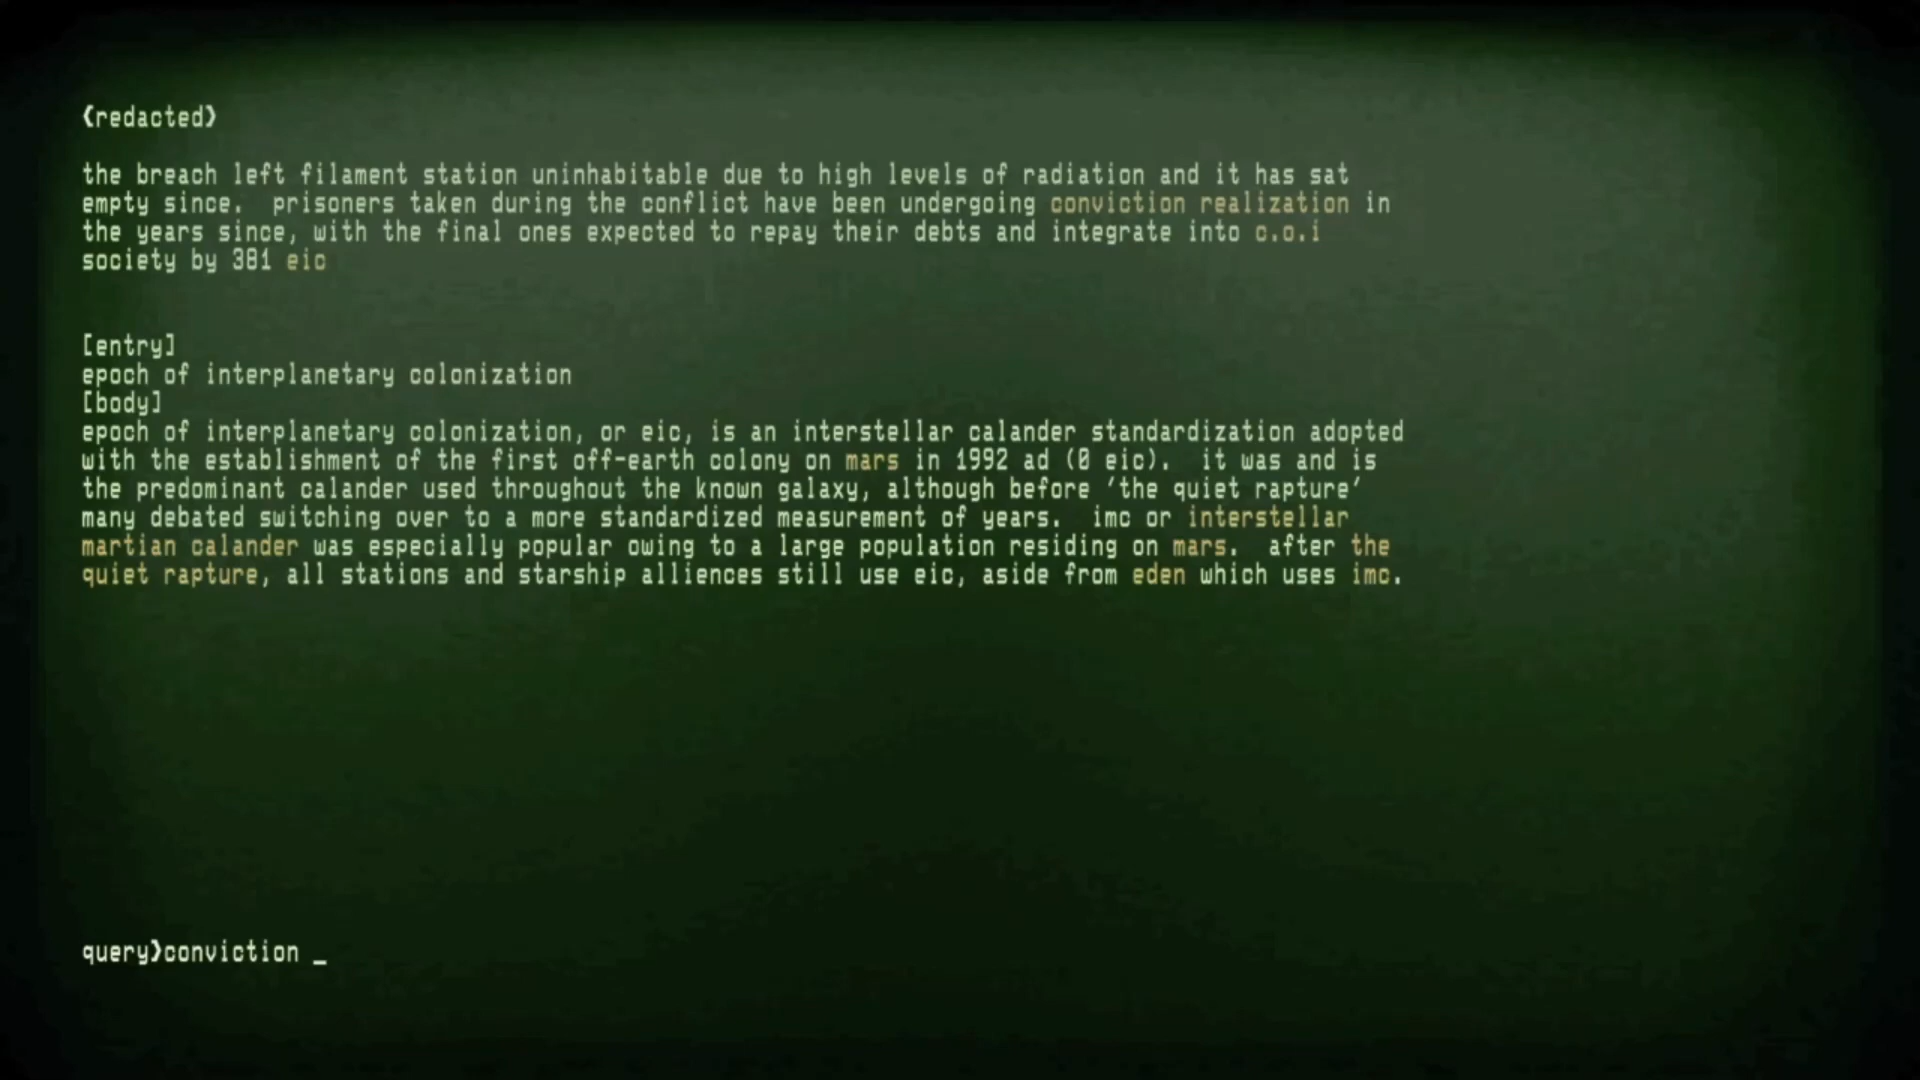 {redacted}
the breach left filament station uninhabitable due to high levels of radiation and it has sat
empty since.  prisoners taken during the conflict have been undergoing conviction realization in
the years since, with the final ones expected to repay their debts and integrate into c.o.i
society by 381 eic
[entry]
epoch of interplanetary colonization
[body]
epoch of interplanetary colonization, or eic, is an interstellar calander standardization adopted
with the establishment of the first off-earth colony on mars in 1992 ad (0 eic).  it was and is
the predominant calander used throughout the known galaxy, although before 'the quiet rapture'
many debated switching over to a more standardized measurement of years.  imc or interstellar
martian calander was especially popular owing to a large population residing on mars.  after the
quiet rapture, all stations and starship alliences still use eic, aside from eden which uses imc.
query}conviction _